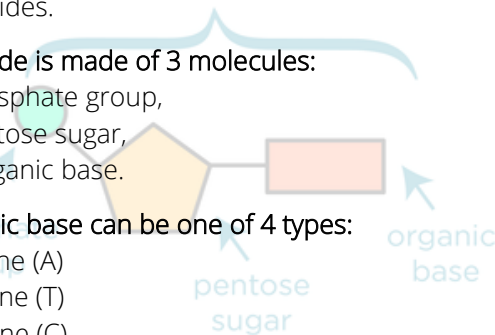 ides.
de is made of 3 molecules:
sphate group,
tose sugar,
ganic base.
ic base can be one of 4 types:
ne (A)
ne (T)
ne (C)
organic
base
pentose
sugar